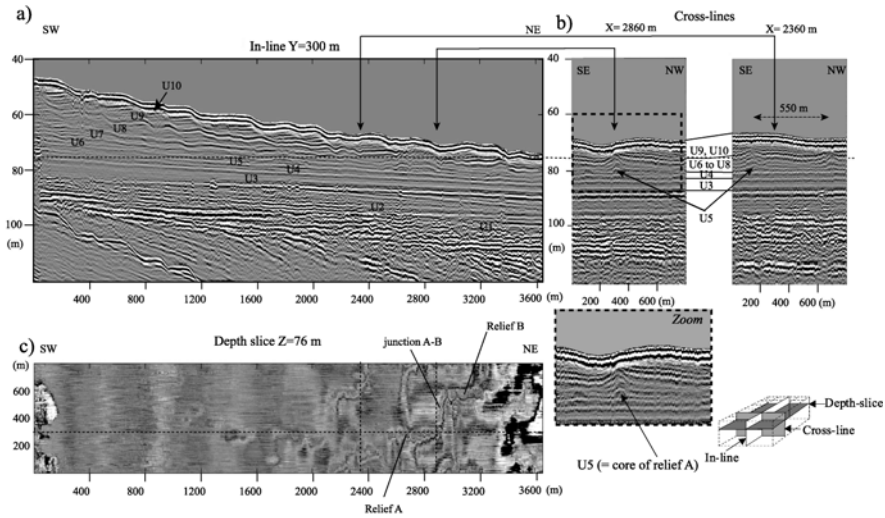 a)
SW
In-line Y=300 m
NE
X= 2860 m
b)
Cross-lines
X=2360 m
40
60
80
100
(m)
U10
U9
U8
U7
U6
U5
U4
U3
U2
U1
400
800
1200
1600
2000
2400
2800
3200
3600
(m)
40
60
80
100
(m)
SE
NW
SE
NW
550 m
U9, U10
U6 to U8
U4
U3
U5
200
400
600
200
400
600
(m)
40
60
80
100
(m)
c)
SW
Depth slice Z=76 m
junction A-B
Relief B
NE
(m)
600
400
200
Relief A
400
800
1200
1600
2000
2400
2800
3200
3600
(m)
Zoom
U5 (= core of relief A)
Depth-slice
Cross-line
In-line